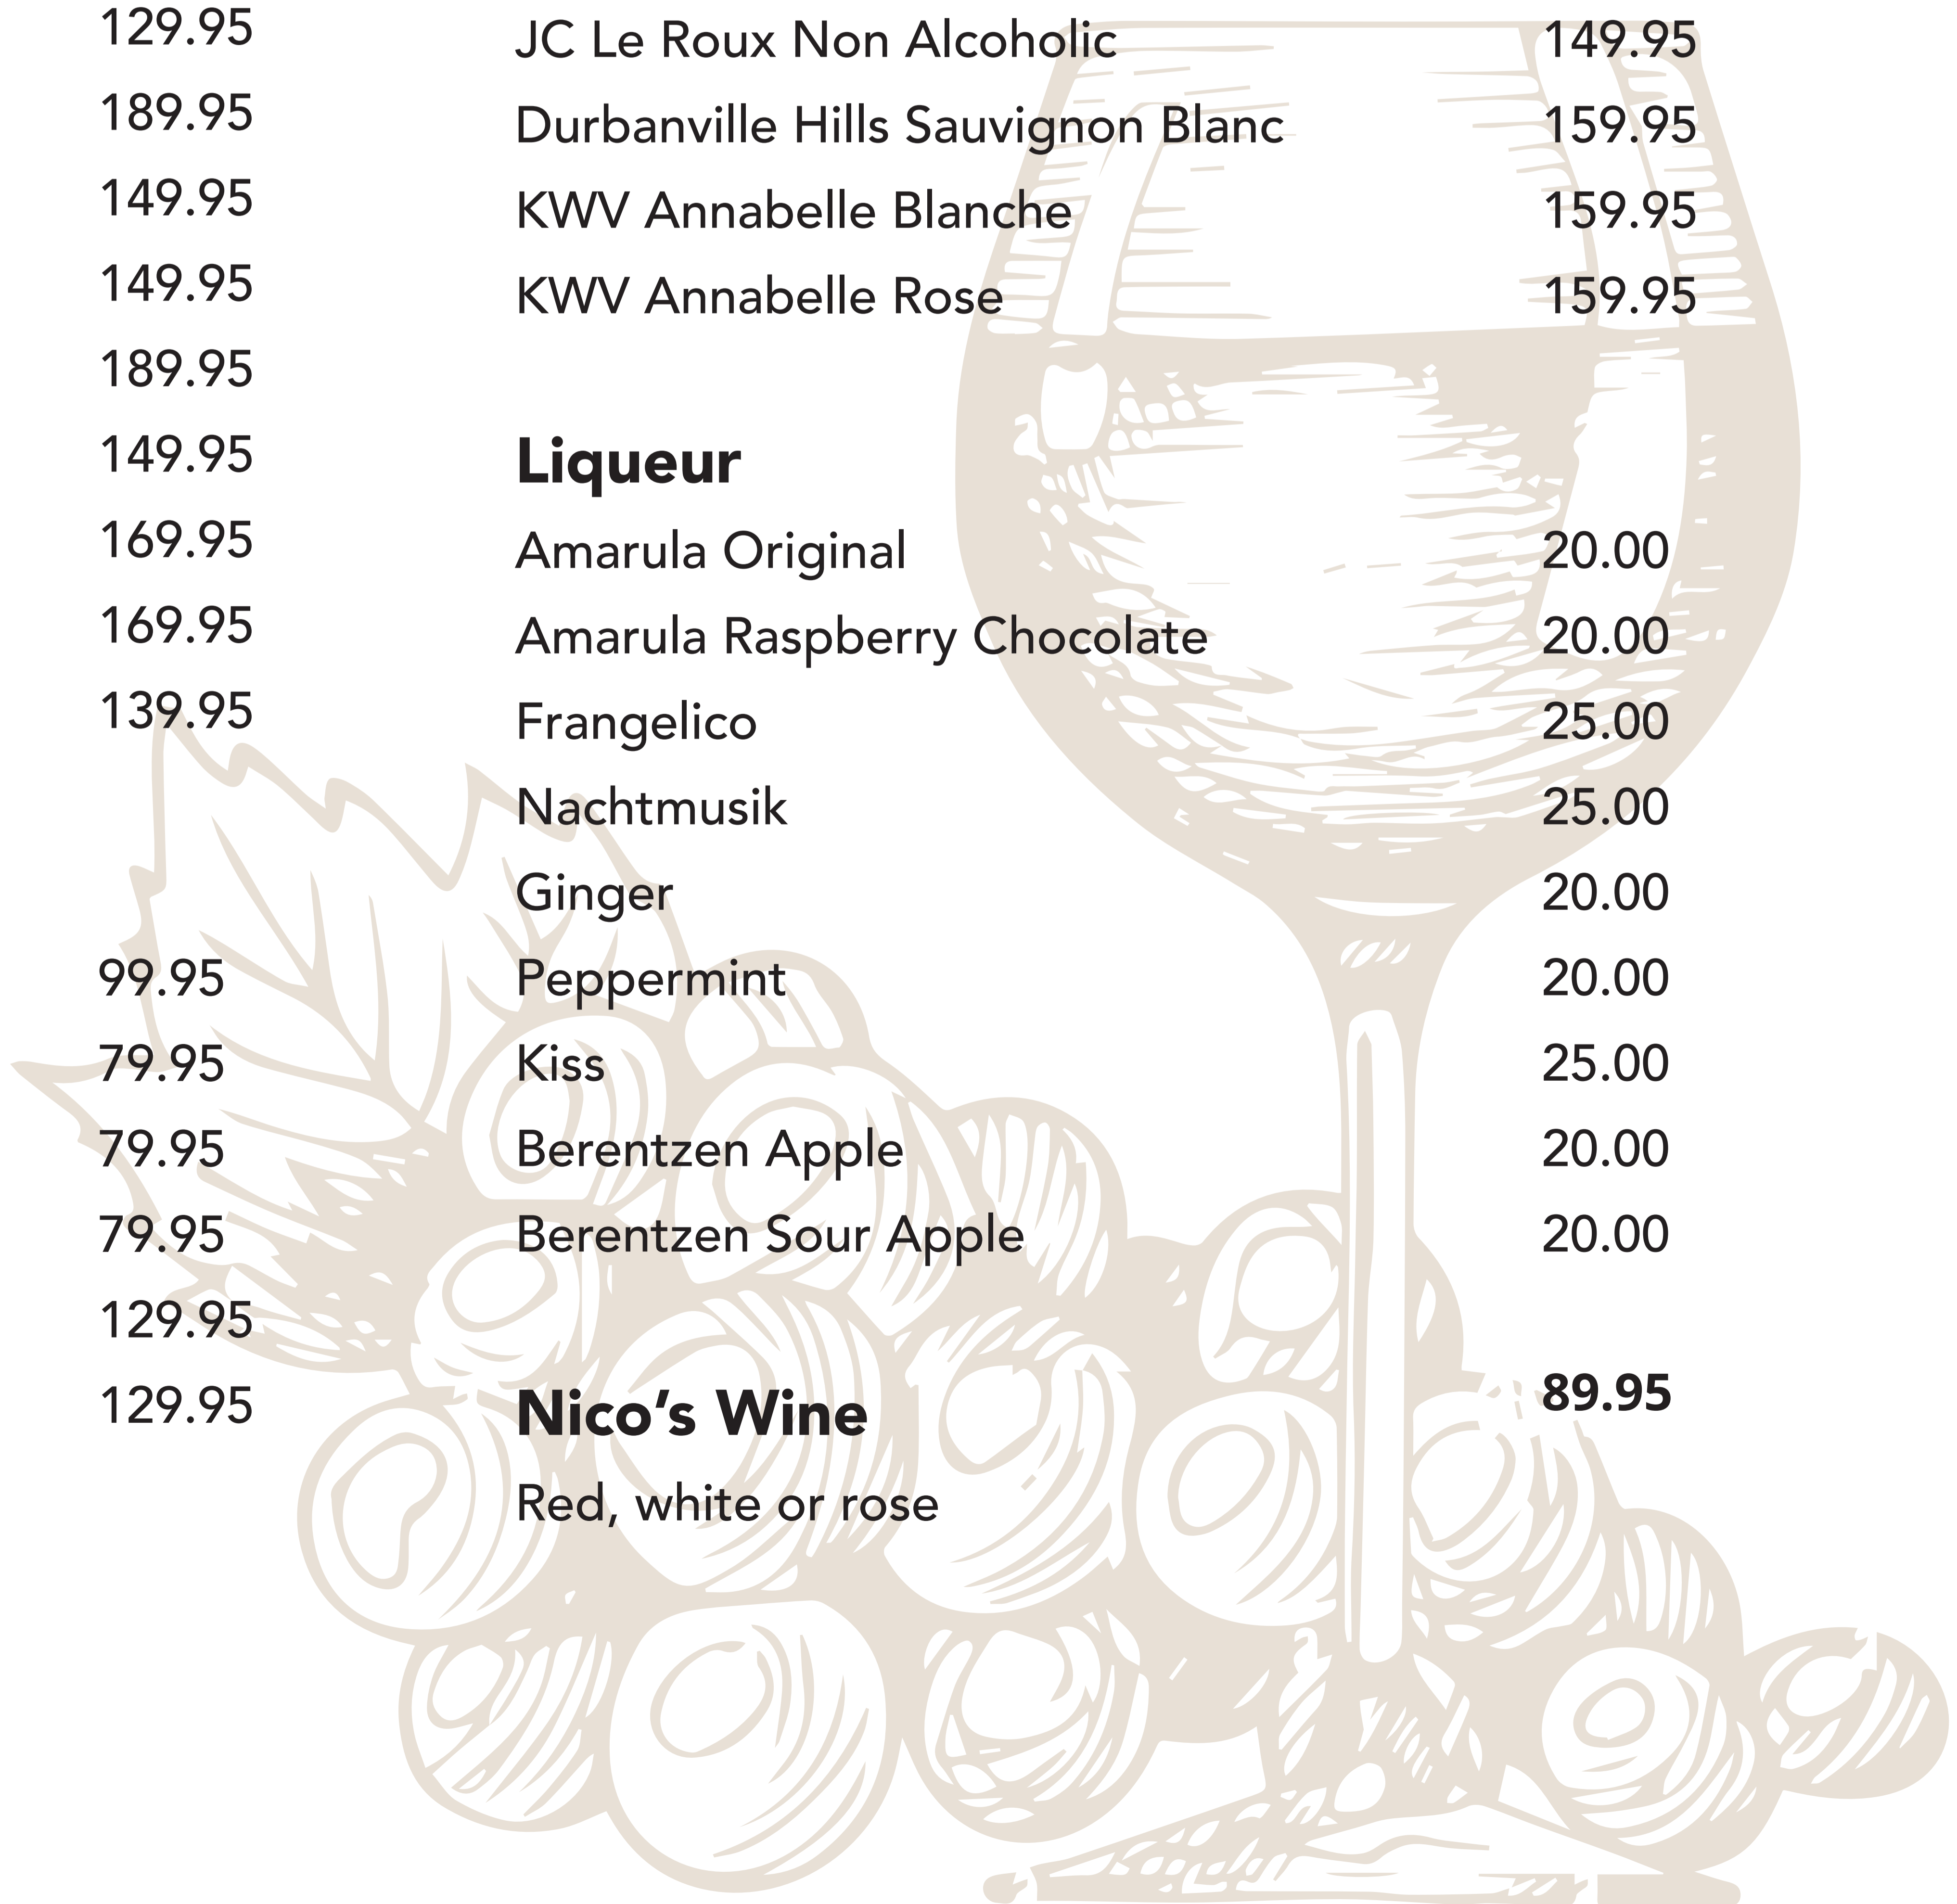 129.95
189.95
149.95
149.95
189.95
149.95
169.95
169.95
139.95
99.95
79.95
79.95
79.95
129.95
129.95
JC Le Roux Non Alcoholic 149.95
Durbanville Hills Sauvignon Blanc 159.95
KWV Annabelle Blanche 159.95
KWV Annabelle Rose 159.95
Liqueur
Amarula Original 20.00
Amarula Raspberry Chocolate 20.00
Frangelico 25.00
Nachtmusik 25.00
Ginger 20.00
Peppermint 20.00
Kiss 25.00
Berentzen Apple 20.00
Berentzen Sour Apple 20.00
Nico’s Wine 89.95
Red, white or rose